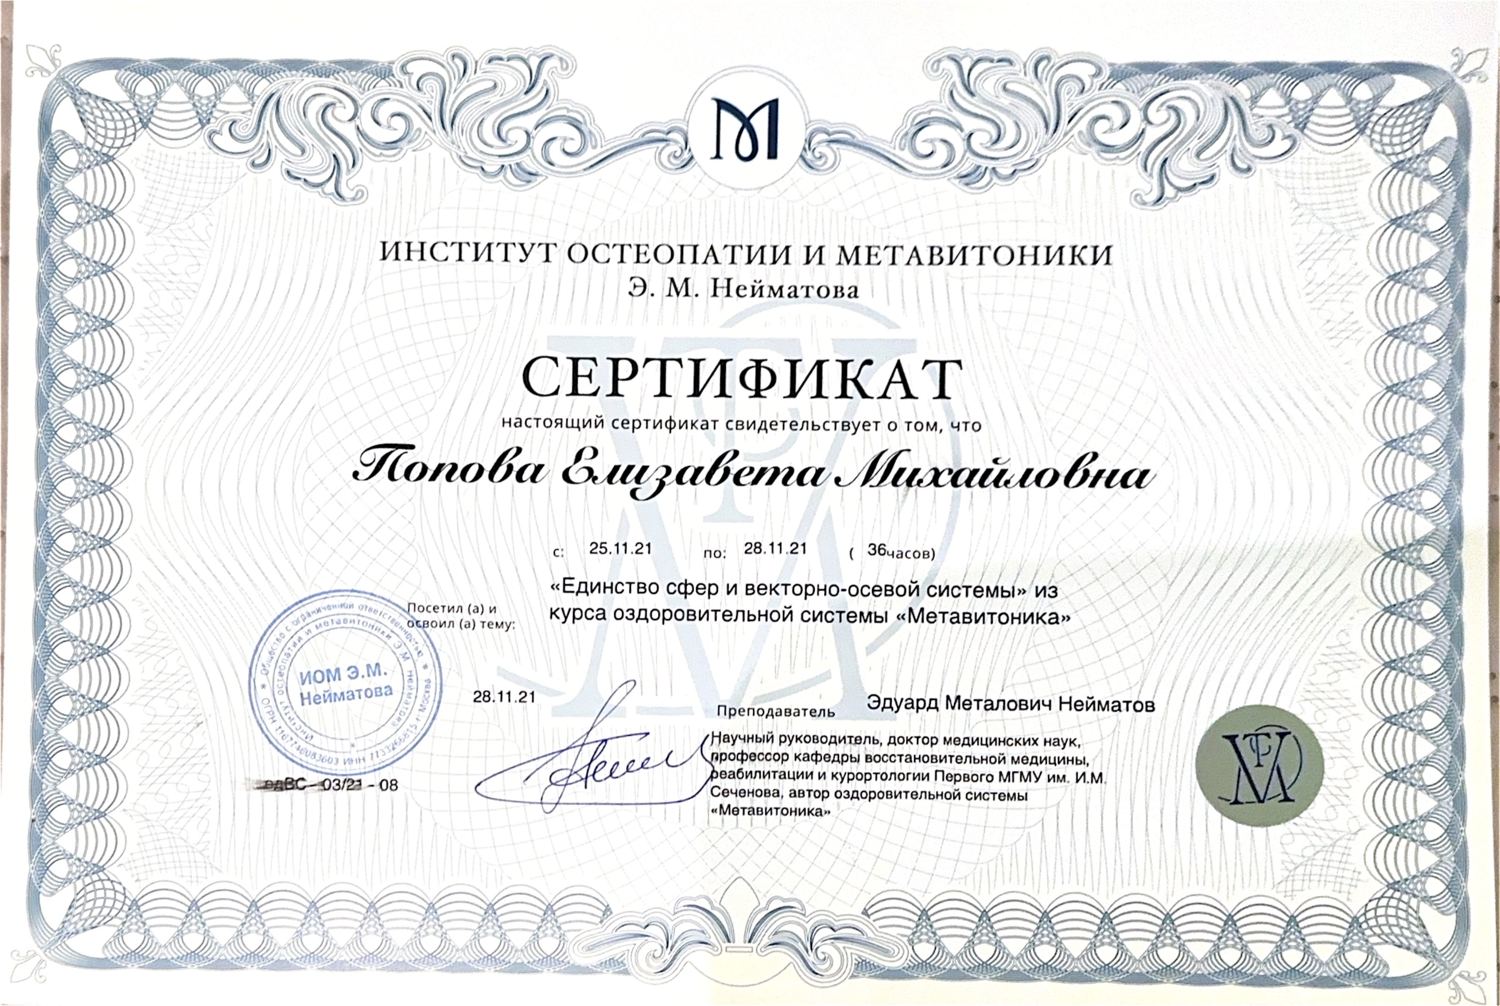 ИНСТИТУТ ОСТЕОПАТИИ И МЕТАВИТОНИКИ
Э. М. Нейматова
СЕРТИФИКАТ
настоящий сертификат свидетельствует о том, что
Попова Елизавета Михайловна
с: 25.11.21 по: 28.11.21 ( 36часов)
Посетил (а) и
освоил (а) тему:
«Единство сфер и векторно-осевой системы» из
курса оздоровительной системы «Метавитоника»
ИОМ Э.М.
Нейматова
28.11.21
Преподаватель Эдуард Металович Нейматов
Научный руководитель, доктор медицинских наук,
профессор кафедры восстановительной медицины,
реабилитации и курортологии Первого МГМУ им. И.М.
Сеченова, автор оздоровительной системы
«Метавитоника»
03/21 - 08